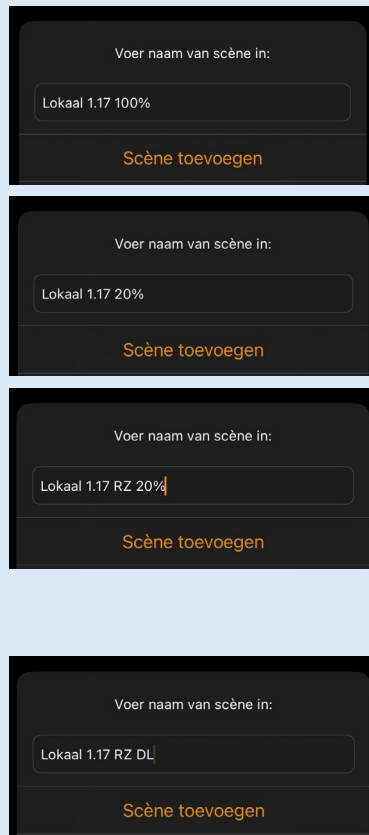 Voer naam van scène in:
Lokaal 1.17 100%
Scène toevoegen
Voer naam van scène in:
Lokaal 1.17 20%
Scène toevoegen
Voer naam van scène in:
Lokaal 1.17 RZ 20%
Scène toevoegen
Voer naam van scène in:
Lokaal 1.17 RZ DL
Scène toevoegen